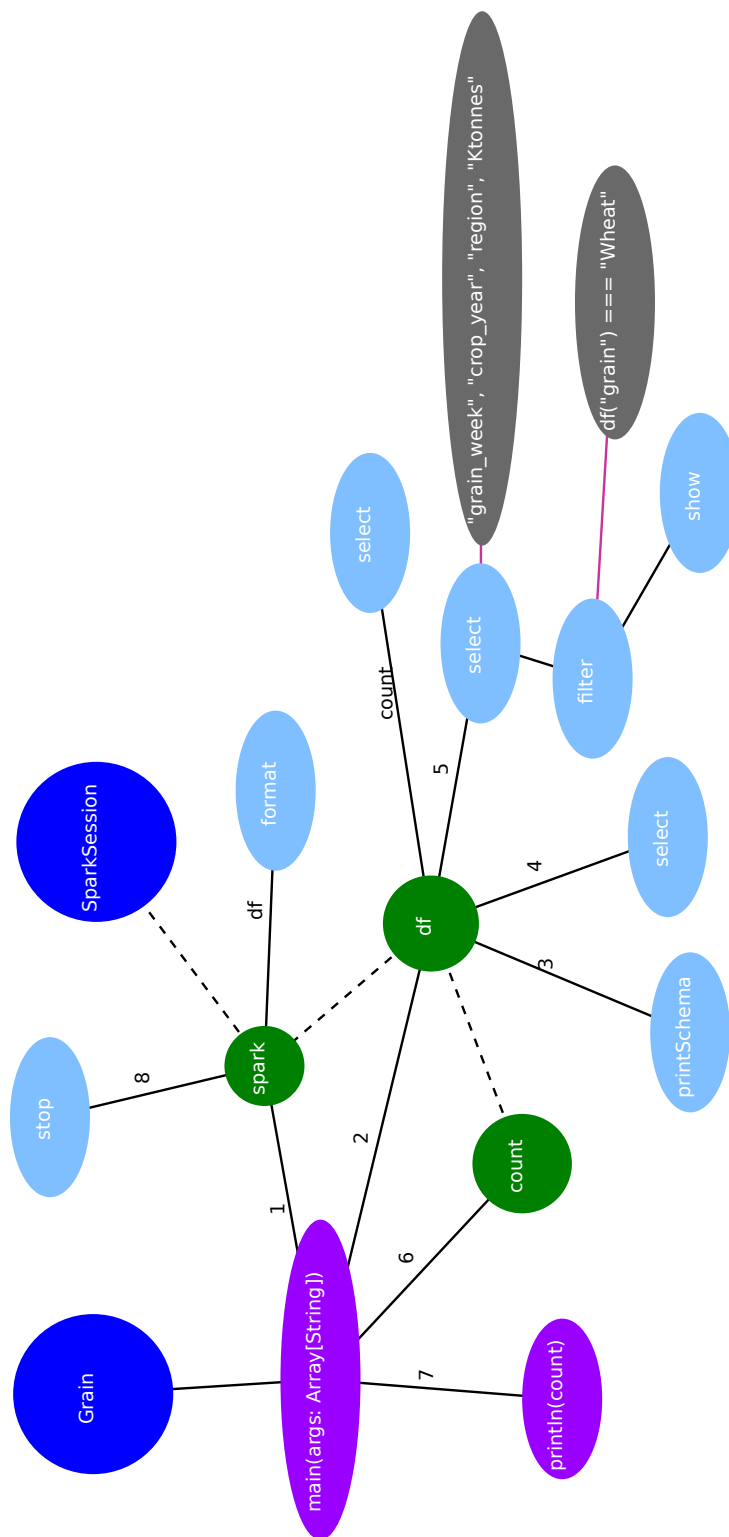 Grain
main(args: Array[String])
println(count)
7
1
2
6
count
stop
8
spark
SparkSession
df
format
df
3
printSchema
4
select
5
select
count
select
"grain_week", "crop_year", "region", "Ktonnes"
filter
df("grain") === "Wheat"
show